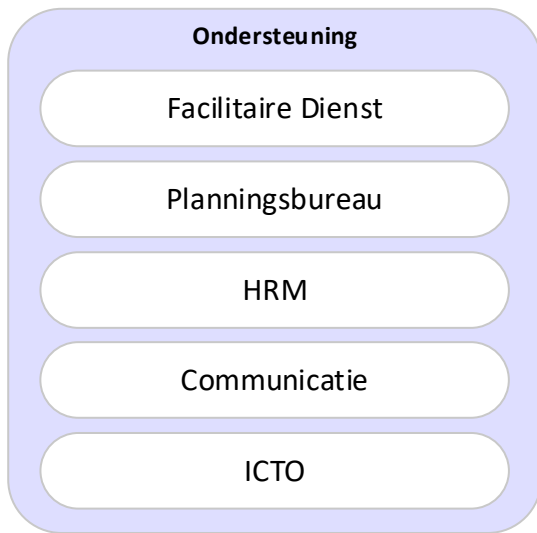 Ondersteuning
Facilitaire Dienst
Planningsbureau
HRM
Communicatie
ICTO